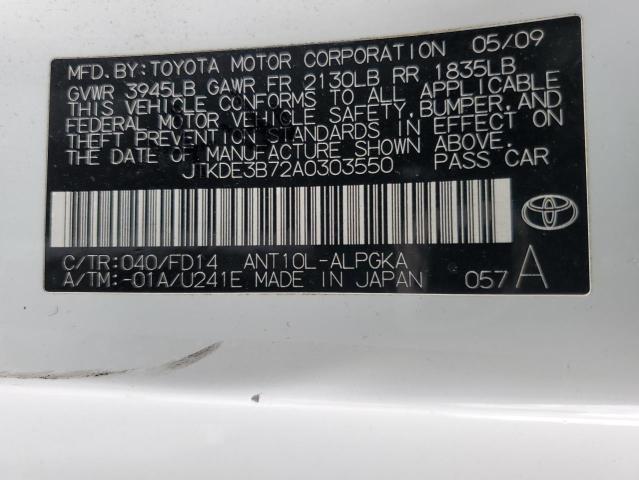 MFD.BY:TOYOTA MOTOR CORPORATION 05/09
GVWR 3945LB GAWR FR 2130LB RR 1835LB
THIS VEHICLE CONFORMS TO ALL APPLICABLE
FEDERAL MOTOR VEHICLE SAFETY,BUMPER,AND
THEFT PREVENTION STANDARDS IN EFFECT ON
THE DATE OF MANUFACTURE SHOWN ABOVE.
JTKDE3B72A0303550 PASS CAR
C/TR:040/FD14 ANT10L-ALPGKA
A/TM:-01A/U241E MADE IN JAPAN 057 A